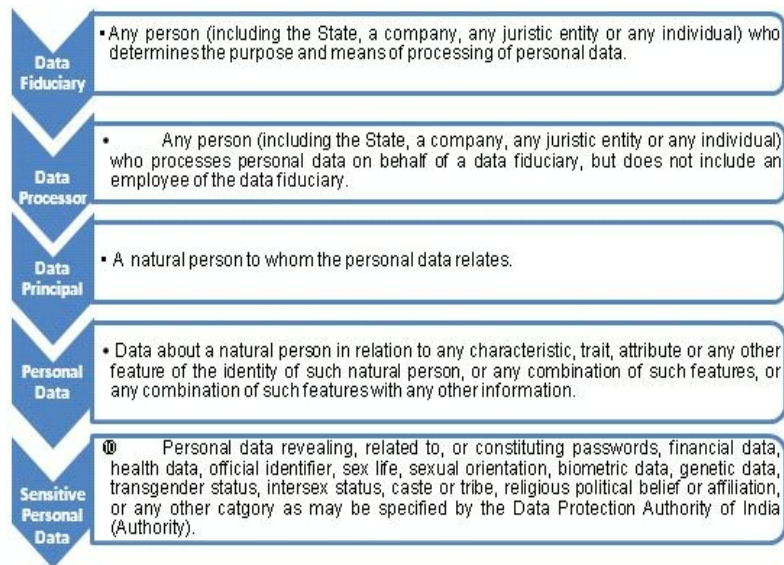 Data
Fiduciary
▪ Any person (including the State, a company, any juristic entity or any individual) who
determines the purpose and means of processing of personal data.
Data
Processor
• Any person (including the State, a company, any juristic entity or any individual)
who processes personal data on behalf of a data fiduciary, but does not include an
employee of the data fiduciary.
Data
Principal
▪ A natural person to whom the personal data relates.
Personal
Data
• Data about a natural person in relation to any characteristic, trait, attribute or any other
feature of the identity of such natural person, or any combination of such features, or
any combination of such features with any other information.
Sensitive
Personal
Data
⓾ Personal data revealing, related to, or constituting passwords, financial data,
health data, official identifier, sex life, sexual orientation, biometric data, genetic data,
transgender status, intersex status, caste or tribe, religious political belief or affiliation,
or any other catgory as may be specified by the Data Protection Authority of India
(Authority).